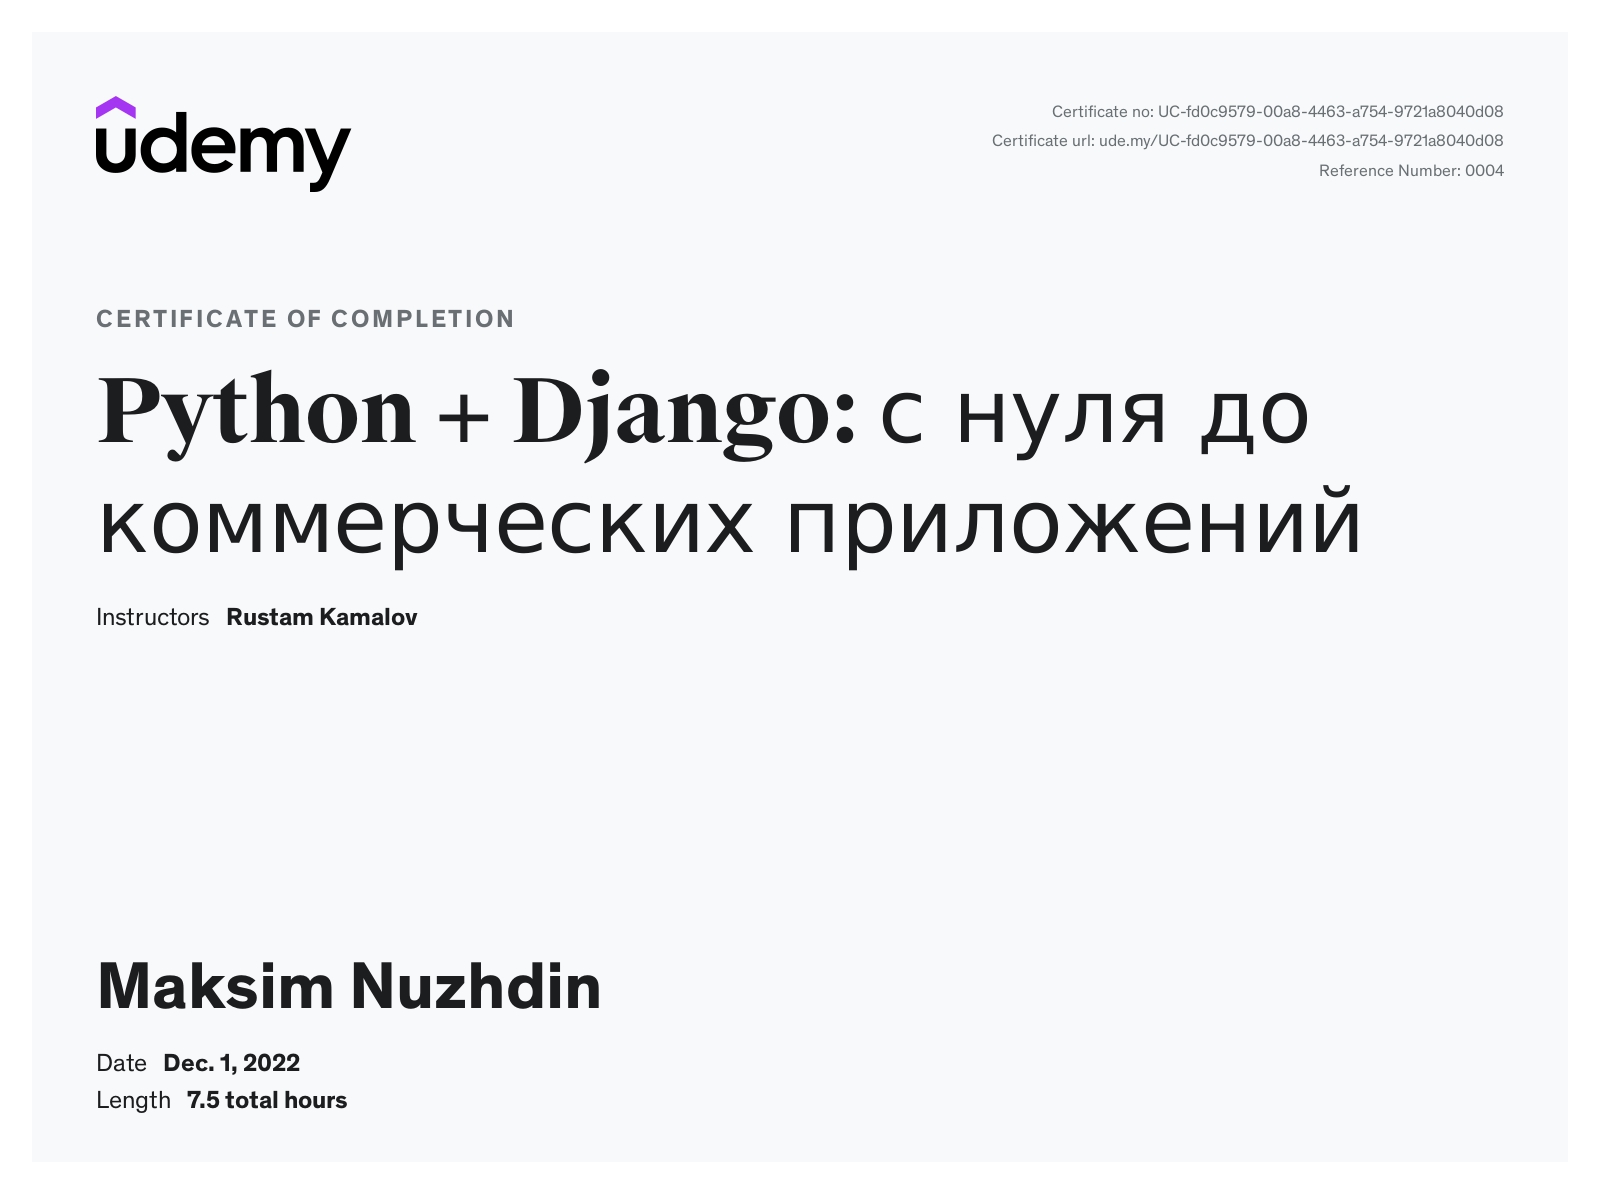 udemy
Certificate no: UC-fd0c9579-00a8-4463-a754-9721a8040d08
Certificate url: ude.my/UC-fd0c9579-00a8-4463-a754-9721a8040d08
Reference Number: 0004
CERTIFICATE OF COMPLETION
Python + Django: с нуля до
коммерческих приложений
Instructors Rustam Kamalov
Maksim Nuzhdin
Date Dec. 1, 2022
Length 7.5 total hours